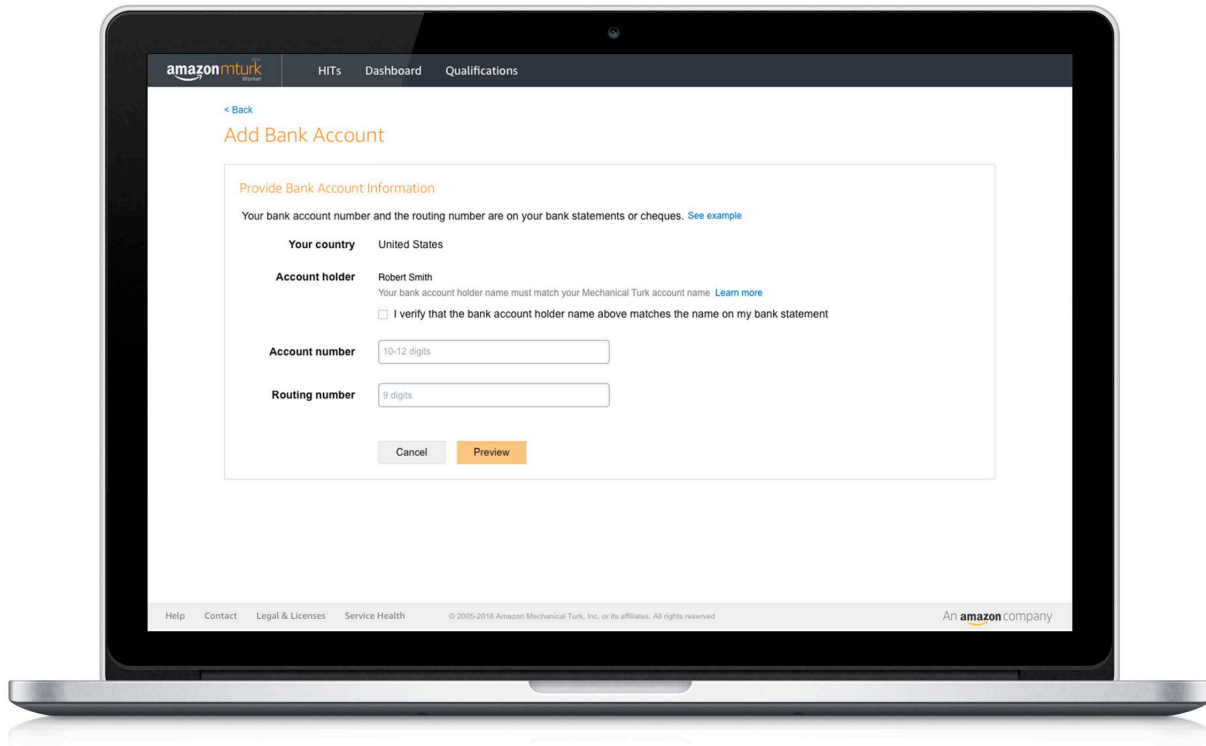 amazon mturk
Worker
HITs Dashboard Qualifications
< Back
Add Bank Account
Provide Bank Account Information
Your bank account number and the routing number are on your bank statements or cheques. See example
Your country United States
Account holder Robert Smith
Your bank account holder name must match your Mechanical Turk account name Learn more
I verify that the bank account holder name above matches the name on my bank statement
Account number 10-12 digits
Routing number 9 digits
Cancel Preview
Help Contact Legal & Licenses Service Health © 2005-2018 Amazon Mechanical Turk, Inc. or its affiliates. All rights reserved An amazon company